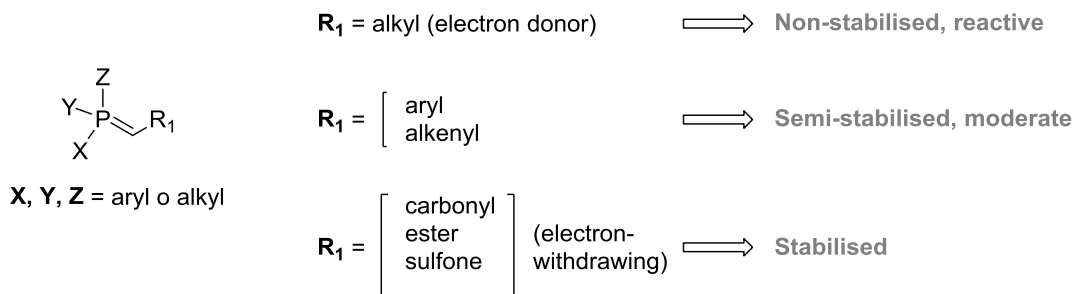 R1 = alkyl (electron donor)
Non-stabilised, reactive
Z
Y
P
R1
X
R1 =
aryl
alkenyl
Semi-stabilised, moderate
X, Y, Z = aryl o alkyl
R1 =
carbonyl
ester
sulfone
(electron-
withdrawing)
Stabilised